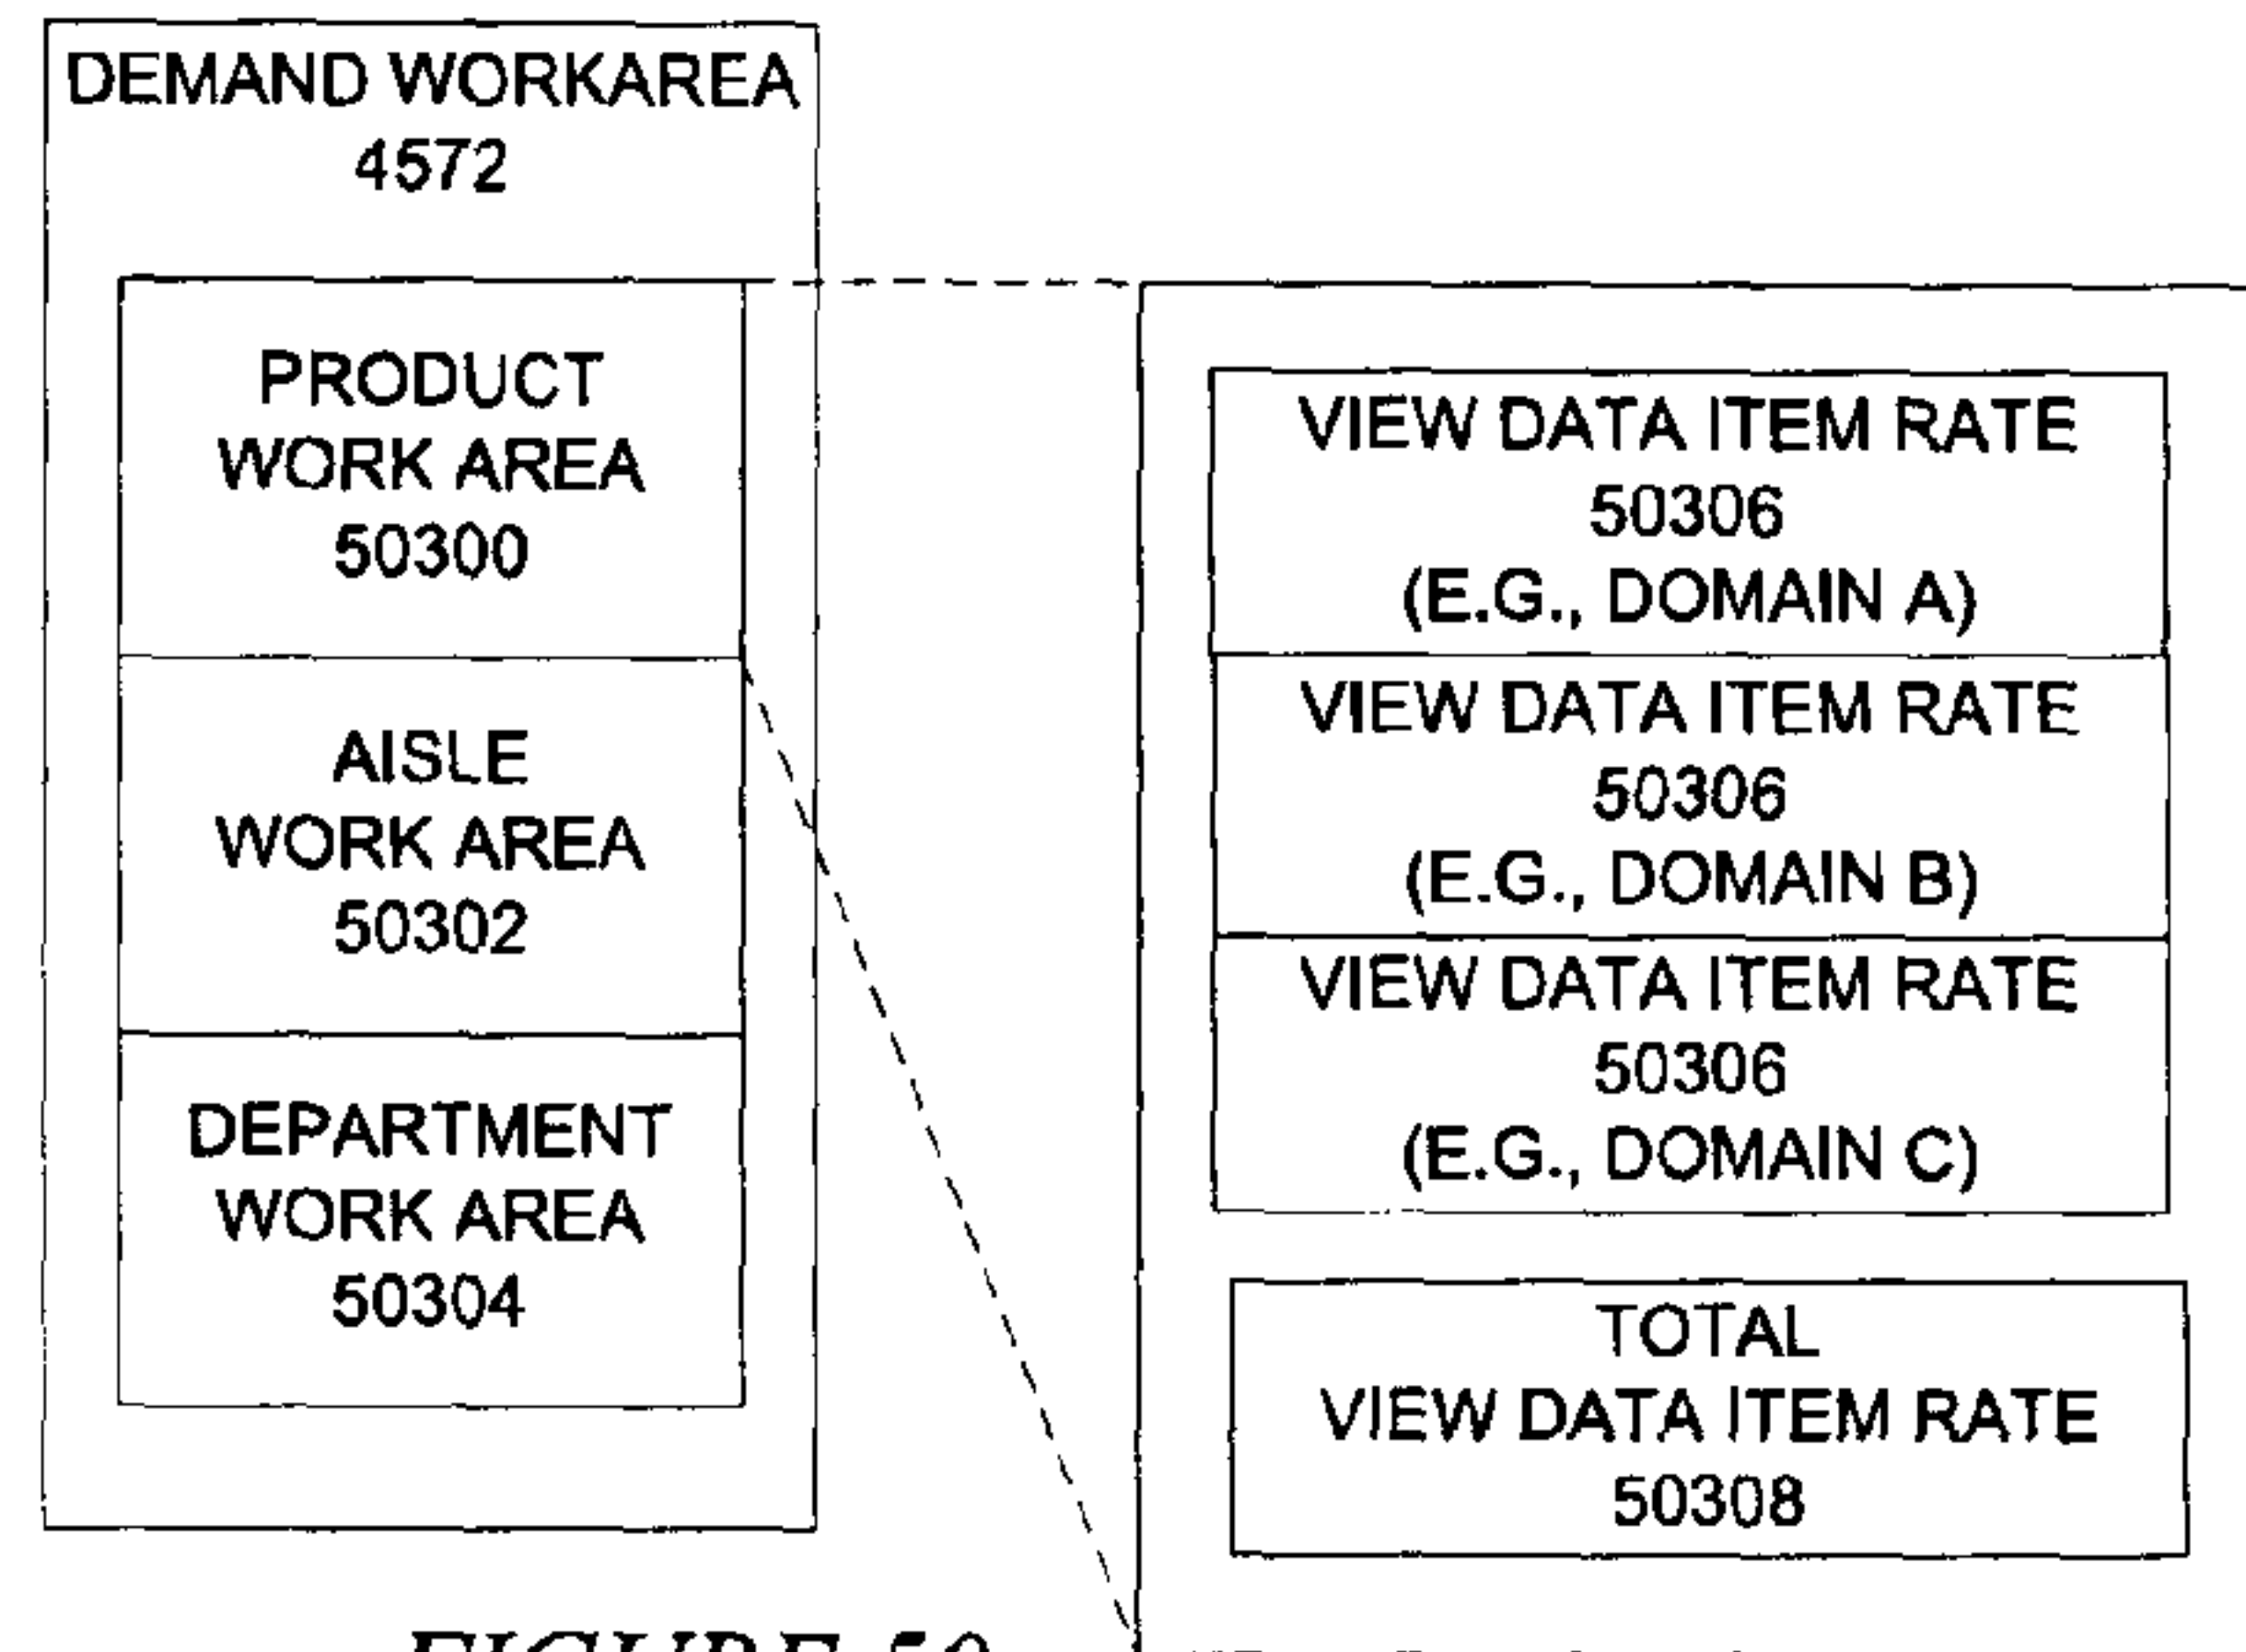 DEMAND WORKAREA
4572
PRODUCT
WORK AREA
50300
AISLE
WORK AREA
50302
DEPARTMENT
WORK AREA
50304
VIEW DATA ITEM RATE
50306
(E.G., DOMAIN A)
VIEW DATA ITEM RATE
50306
(E.G., DOMAIN B)
VIEW DATA ITEM RATE
50306
(E.G., DOMAIN C)
TOTAL
VIEW DATA ITEM RATE
50308
FIGURE 50